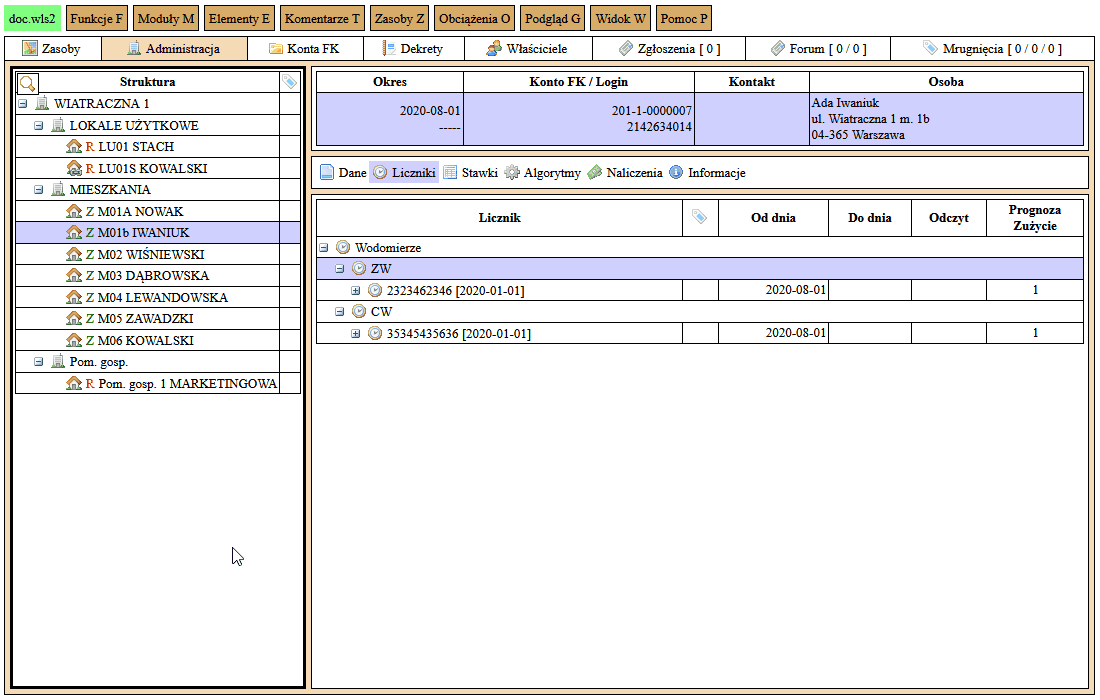 doc.wls2 Funkcje F Moduły M Elementy E Komentarze T Zasoby Z Obciążenia O Podgląd G Widok W Pomoc P
Zasoby Administracja Konta FK Dekrety Właściciele Zgłoszenia [ 0 ] Forum [ 0 / 0 ] Mrugnięcia [ 0 / 0 / 0 ]
Struktura
WIATRACZNA 1
LOKALE UŻYTKOWE
R LU01 STACH
R LU01S KOWALSKI
MIESZKANIA
Z M01A NOWAK
Z M01b IWANIUK
Z M02 WIŚNIEWSKI
Z M03 DĄBROWSKA
Z M04 LEWANDOWSKA
Z M05 ZAWADZKI
Z M06 KOWALSKI
Pom. gosp.
R Pom. gosp. 1 MARKETINGOWA
Okres Konto FK / Login Kontakt Osoba
2020-08-01
-----
201-1-0000007
2142634014
Ada Iwaniuk
ul. Wiatraczna 1 m. 1b
04-365 Warszawa
Dane Liczniki Stawki Algorytmy Naliczenia Informacje
Licznik Od dnia Do dnia Odczyt Prognoza
Zużycie
Wodomierze
ZW
2323462346 [2020-01-01] 2020-08-01 1
CW
35345435636 [2020-01-01] 2020-08-01 1